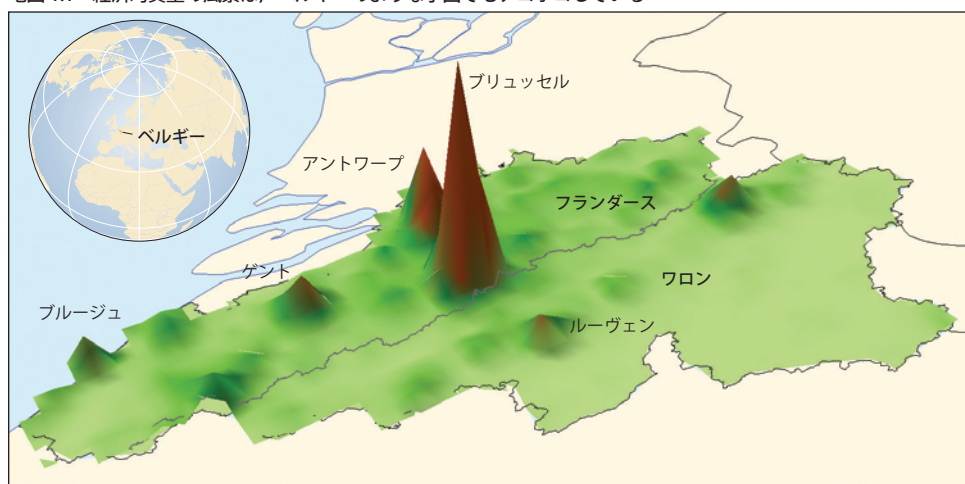 ブリュッセル
ベルギー
アントワープ
フランダース
ゲント
ワロン
ブルージュ
ルーヴェン